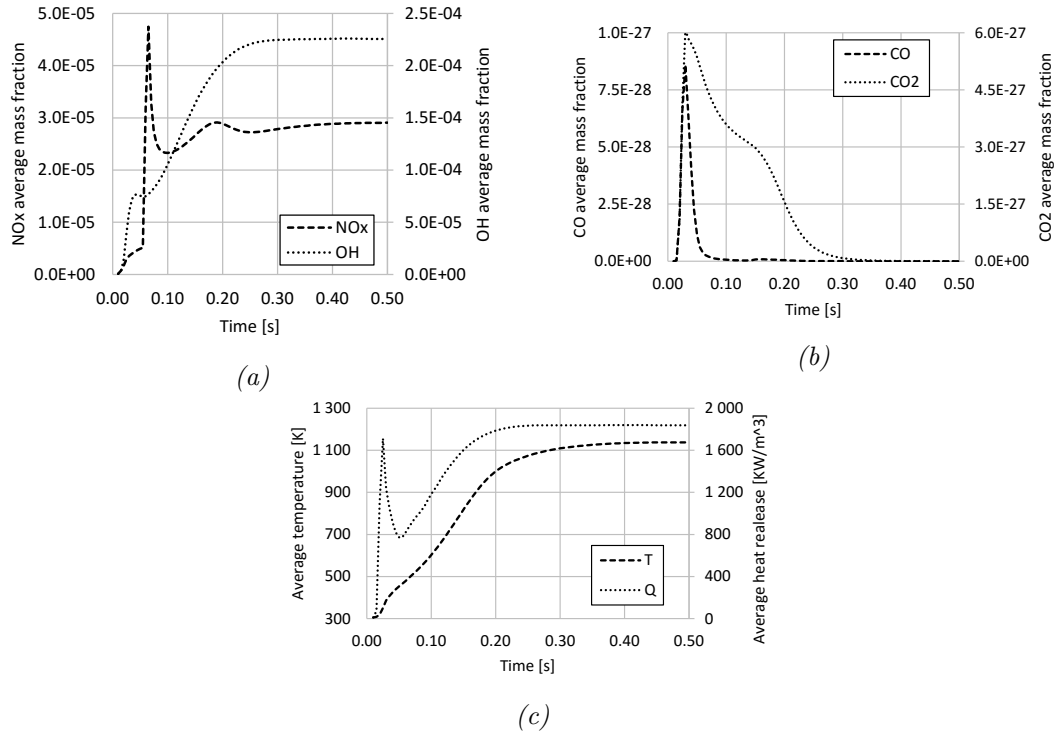 5.0E-05
4.0E-05
3.0E-05
2.0E-05
1.0E-05
0.0E+00
NOx average mass fraction
2.5E-04
2.0E-04
1.5E-04
1.0E-04
5.0E-05
0.0E+00
OH average mass fraction
NOx
OH
0.00 0.10 0.20 0.30 0.40 0.50
Time [s]
(a)
1.0E-27
7.5E-28
5.0E-28
2.5E-28
0.0E+00
CO average mass fraction
6.0E-27
4.5E-27
3.0E-27
1.5E-27
0.0E+00
CO2 average mass fraction
CO
CO2
0.00 0.10 0.20 0.30 0.40 0.50
Time [s]
(b)
1 300
1100
900
700
500
300
Average temperature [K]
2 000
1 600
1 200
800
400
0
Average heat realease [KW/m^3]
T
Q
0.00 0.10 0.20 0.30 0.40 0.50
Time [s]
(c)